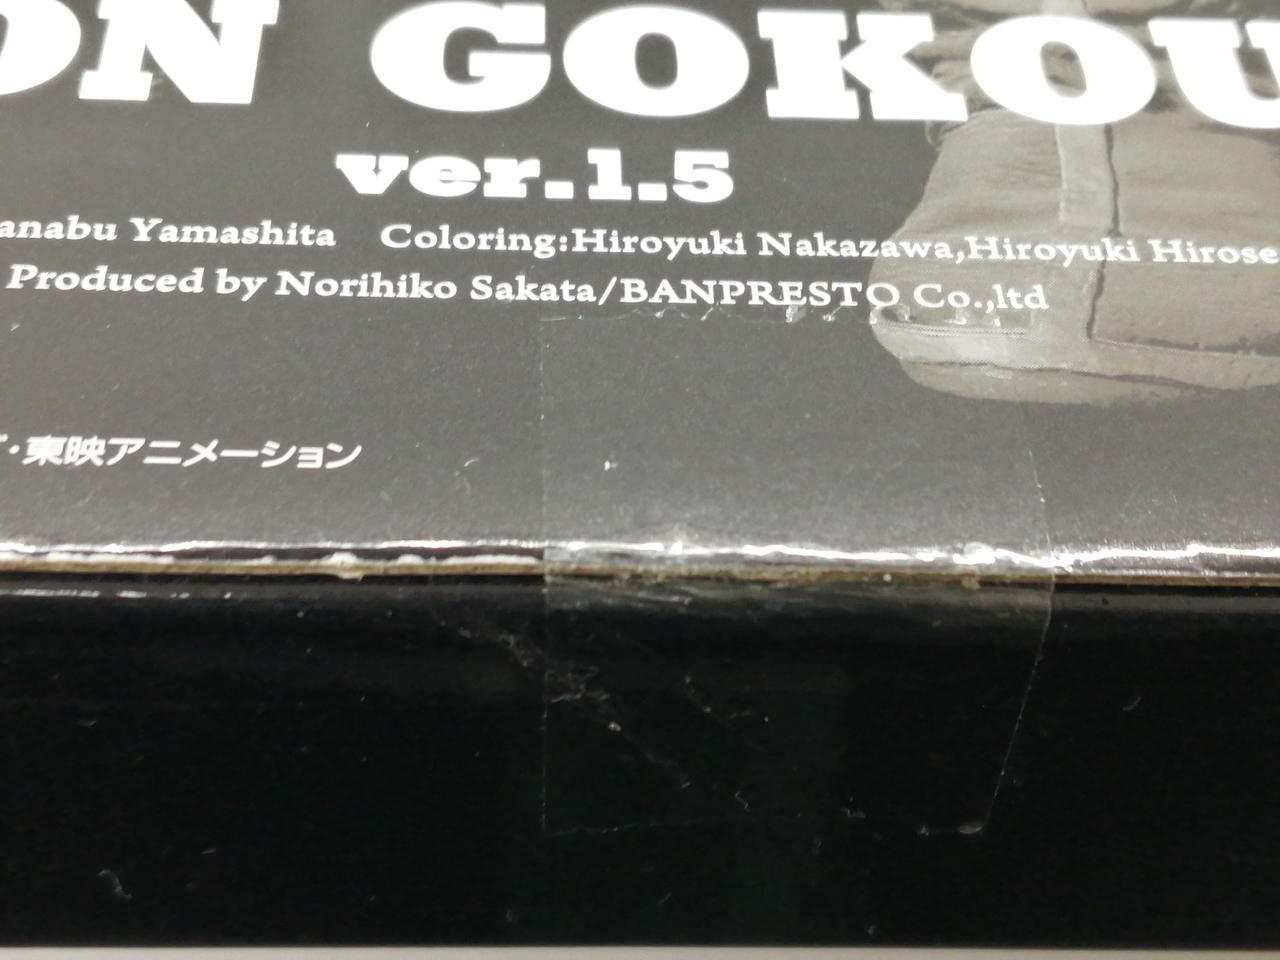 ON GOKOU
ver.1.5
anabu Yamashita Coloring:Hiroyuki Nakazawa,Hiroyuki Hirose
Produced by Norihiko Sakata/BANPRESTO Co.,ltd
・東映アニメーション